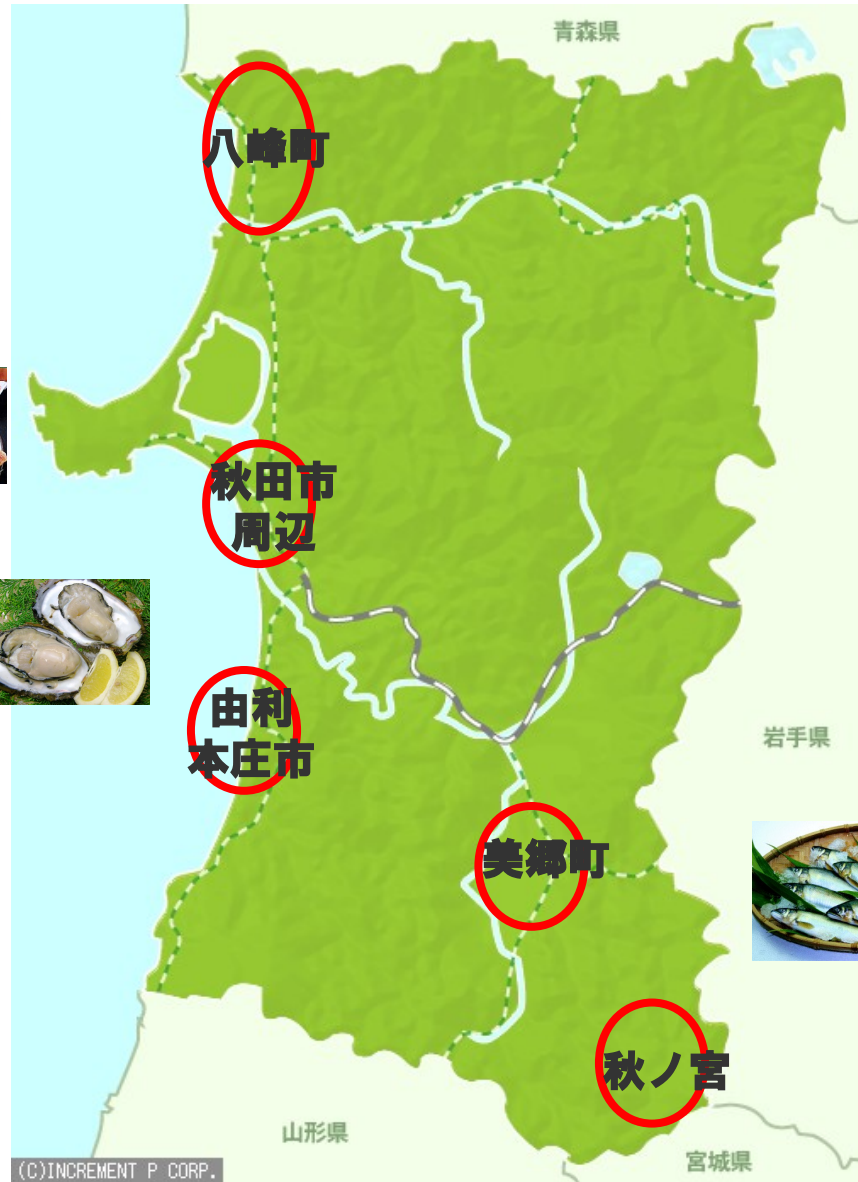 青森県
八峰町
秋田市
周辺
由利
本庄市
岩手県
美郷町
秋ノ宮
山形県
宮城県
(C)INCREMENT P CORP.